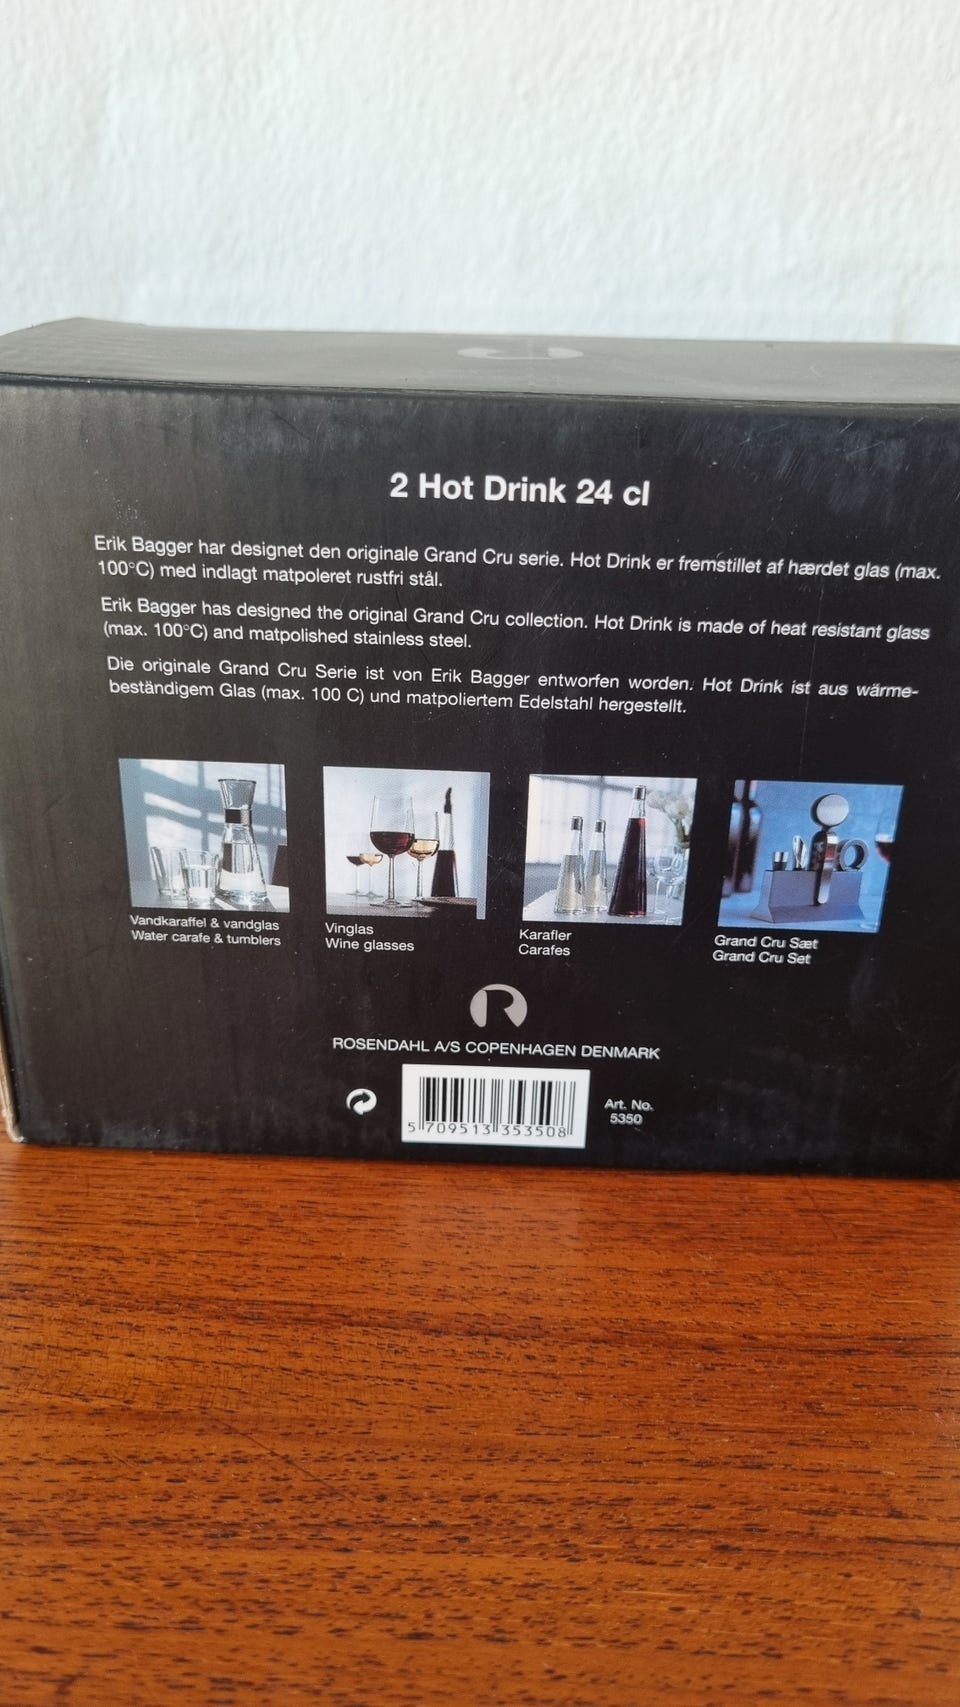 2 Hot Drink 24 cl
Erik Bagger har designet den originale Grand Cru serie. Hot Drink er fremstillet af hærdet glas (max.
100°C) med indlagt matpoleret rustfri stål.
Erik Bagger has designed the original Grand Cru collection. Hot Drink is made of heat resistant glass
(max. 100°C) and matpolished stainless steel.
Die originale Grand Cru Serie ist von Erik Bagger entworfen worden. Hot Drink ist aus wärme-
beständigem Glas (max. 100 C) und matpoliertem Edelstahl hergestellt.
Vandkaraffel & vandglas
Water carafe & tumblers
Vinglas
Wine glasses
Karafler
Carafes
Grand Cru Sæt
Grand Cru Set
R
ROSENDAHL A/S COPENHAGEN DENMARK
5 709513 353508
Art. No.
5350